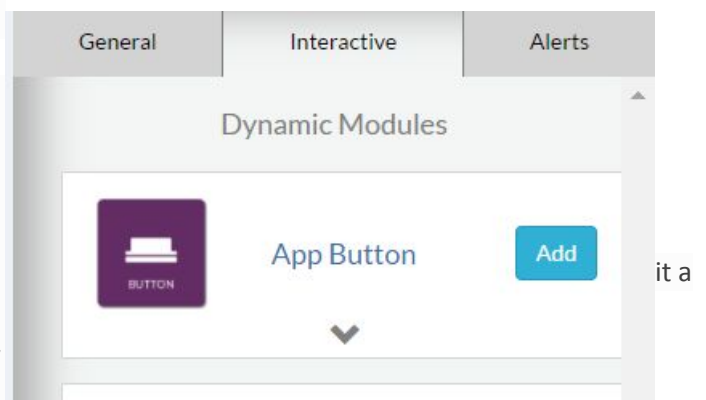 General Interactive Alerts
Dynamic Modules
App Button Add
BUTTON
it a